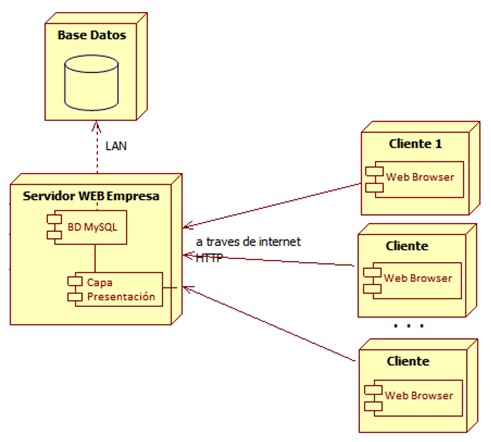 Base Datos
LAN
Servidor WEB Empresa
BD MySQL
Capa
Presentación
a traves de internet
HTTP
Cliente 1
Web Browser
Cliente
Web Browser
. . .
Cliente
Web Browser